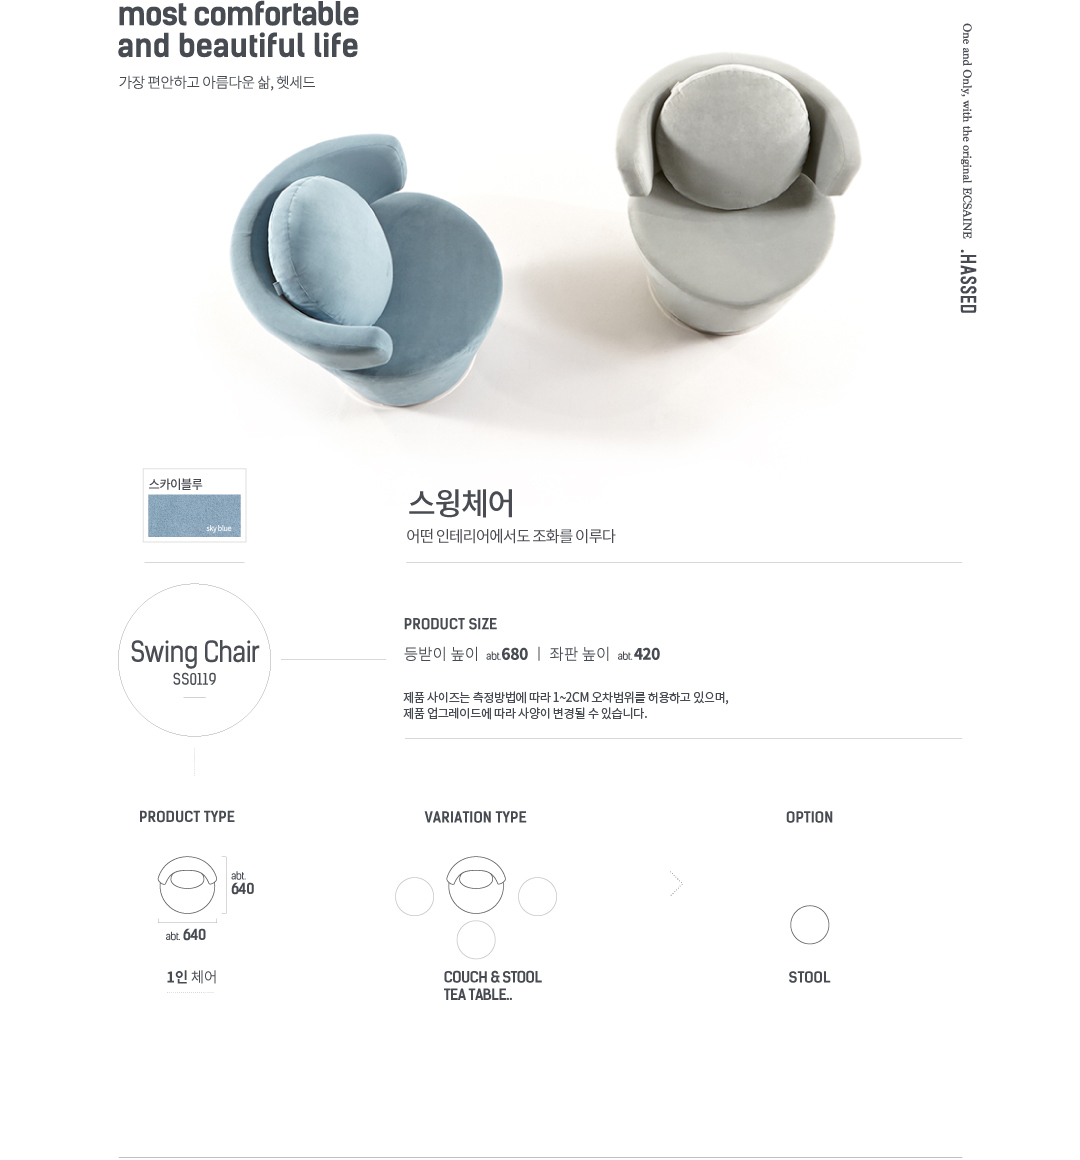 most comfortable
and beautiful life
가장 편안하고 아름다운 삶, 헷세드
One and Only, with the original ECSAINE .HASSED
스카이블루
sky blue
스윙체어
어떤 인테리어에서도 조화를 이루다
Swing Chair
SS0119
PRODUCT SIZE
등받이 높이 abt.680 | 좌판 높이 abt.420
제품 사이즈는 측정방법에 따라 1~2CM 오차범위를 허용하고 있으며,
제품 업그레이드에 따라 사양이 변경될 수 있습니다.
PRODUCT TYPE
abt.
640
abt. 640
1인 체어
VARIATION TYPE
COUCH & STOOL
TEA TABLE..
OPTION
STOOL